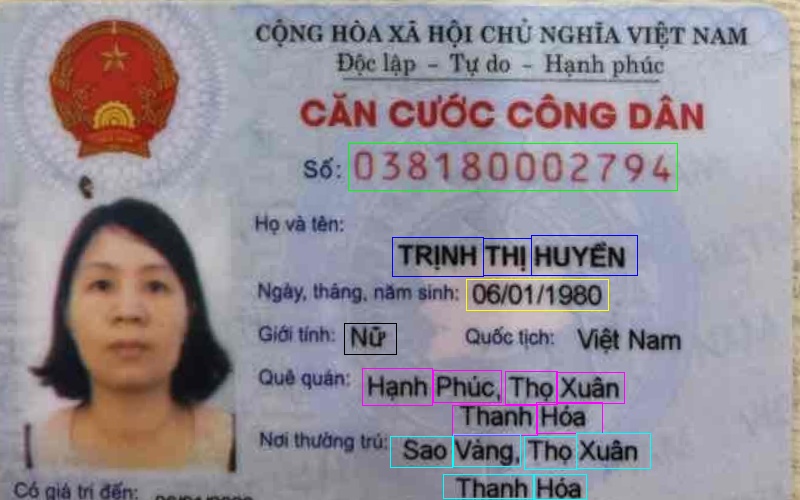 CỘNG HÒA XÃ HỘI CHỦ NGHĨA VIỆT NAM
Độc lập - Tự do - Hạnh phúc
CĂN CƯỚC CÔNG DÂN
Số: 038180002794
Họ và tên:
TRỊNH THỊ HUYỀN
Ngày, tháng, năm sinh: 06/01/1980
Giới tính: Nữ Quốc tịch: Việt Nam
Quê quán: Hạnh Phúc, Thọ Xuân
Thanh Hóa
Nơi thường trú: Sao Vàng, Thọ Xuân
Thanh Hóa
Có giá trị đến: